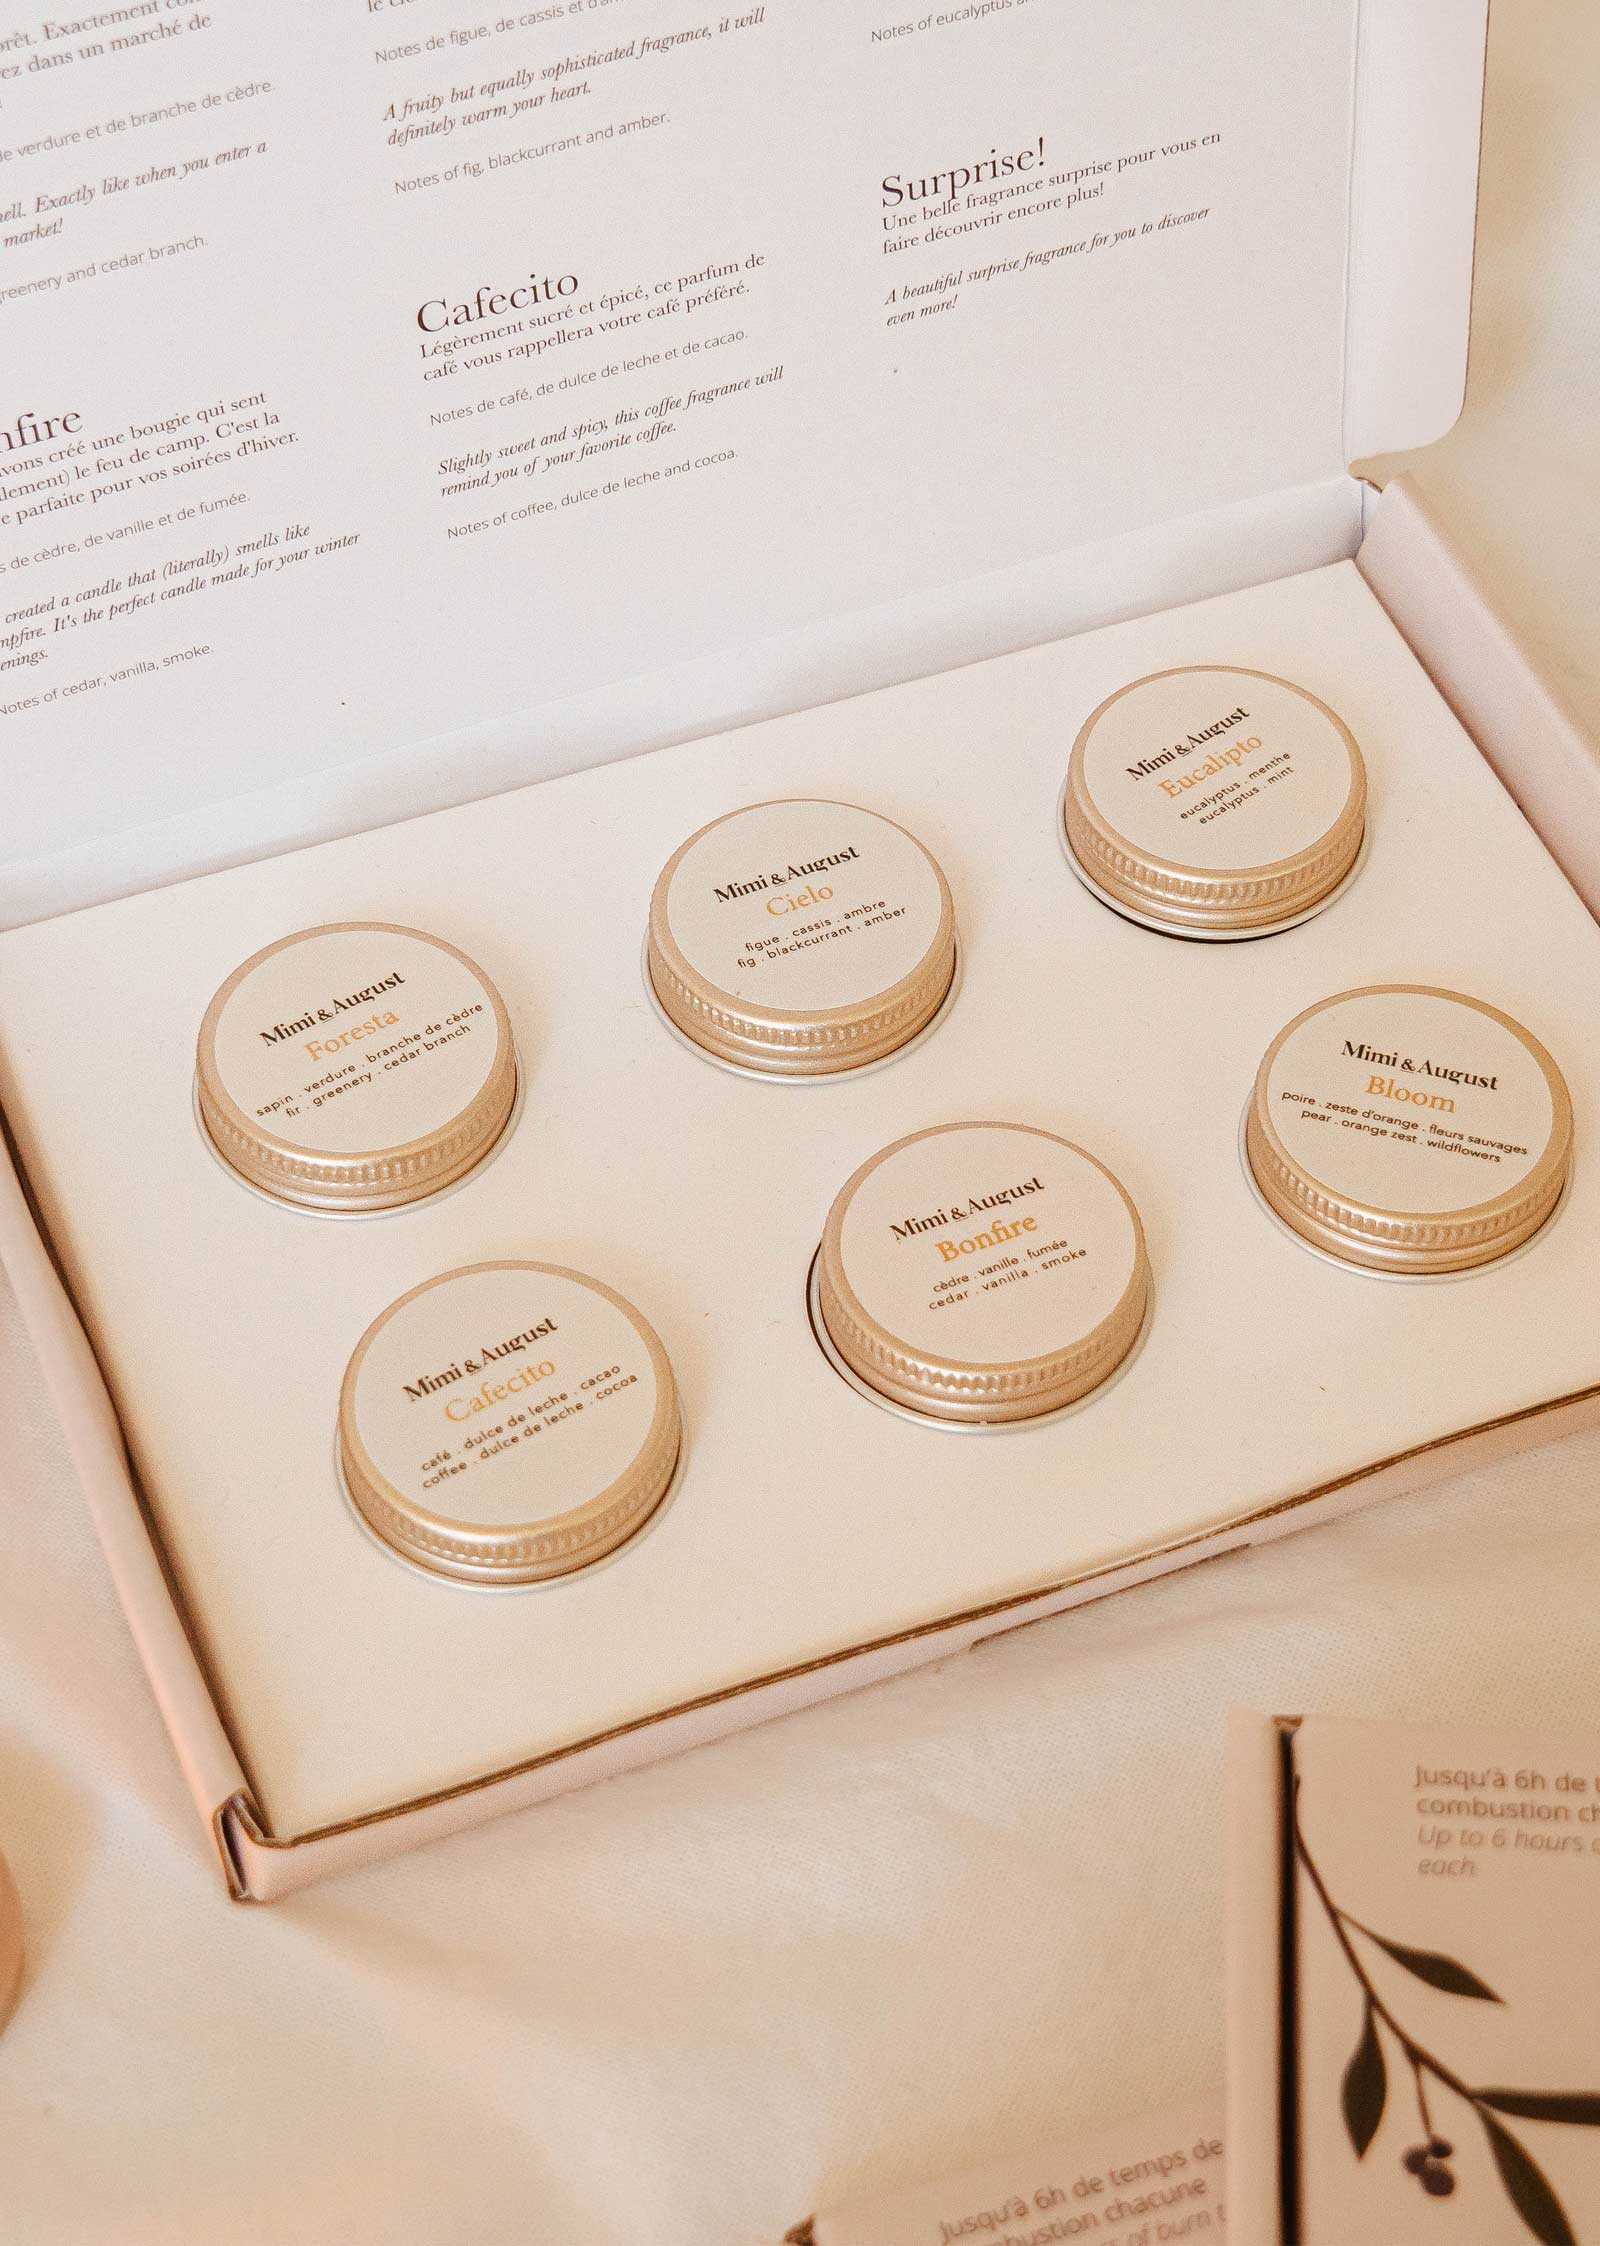 dans un marché de
verdure et de branche de cèdre.
Exactly like when you enter a
market!
greenery and cedar branch.
créé une bougie qui sent
le feu de camp. C'est la
parfaite pour vos soirées d'hiver.
de cèdre, de vanille et de fumée.
created a candle that (literally) smells like
It's the perfect candle made for your winter
Notes of cedar, vanilla, smoke.
Notes de figue, de cassis et
A fruity but equally sophisticated fragrance, it will
definitely warm your heart.
Notes of fig, blackcurrant and amber.
Cafecito
Légèrement sucré et épicé, ce parfum de
café vous rappellera votre café préféré.
Notes de café, de dulce de leche et de cacao.
Slightly sweet and spicy, this coffee fragrance will
remind you of your favorite coffee.
Notes of coffee, dulce de leche and cocoa.
Notes of eucalyptus
Surprise!
Une belle fragrance surprise pour vous en
faire découvrir encore plus!
A beautiful surprise fragrance for you to discover
even more!
Mimi & August
Foresta
sapin . verdure . branche de cèdre
fir . greenery . cedar branch
Mimi & August
Cielo
figue . cassis . ambre
fig . blackcurrant . amber
Mimi & August
Eucalipto
eucalyptus . menthe
eucalyptus . mint
Mimi & August
Cafecito
café . dulce de leche . cacao
coffee . dulce de leche . cocoa
Mimi & August
Bonfire
cèdre . vanille . fumée
cedar . vanilla . smoke
Mimi & August
Bloom
poire . zeste d'orange . fleurs sauvages
pear . orange zest . wildflowers
Jusqu'à 6h de
combustion
Up to 6 hours
each
Jusqu'à 6h de temps de
chacune
of burn